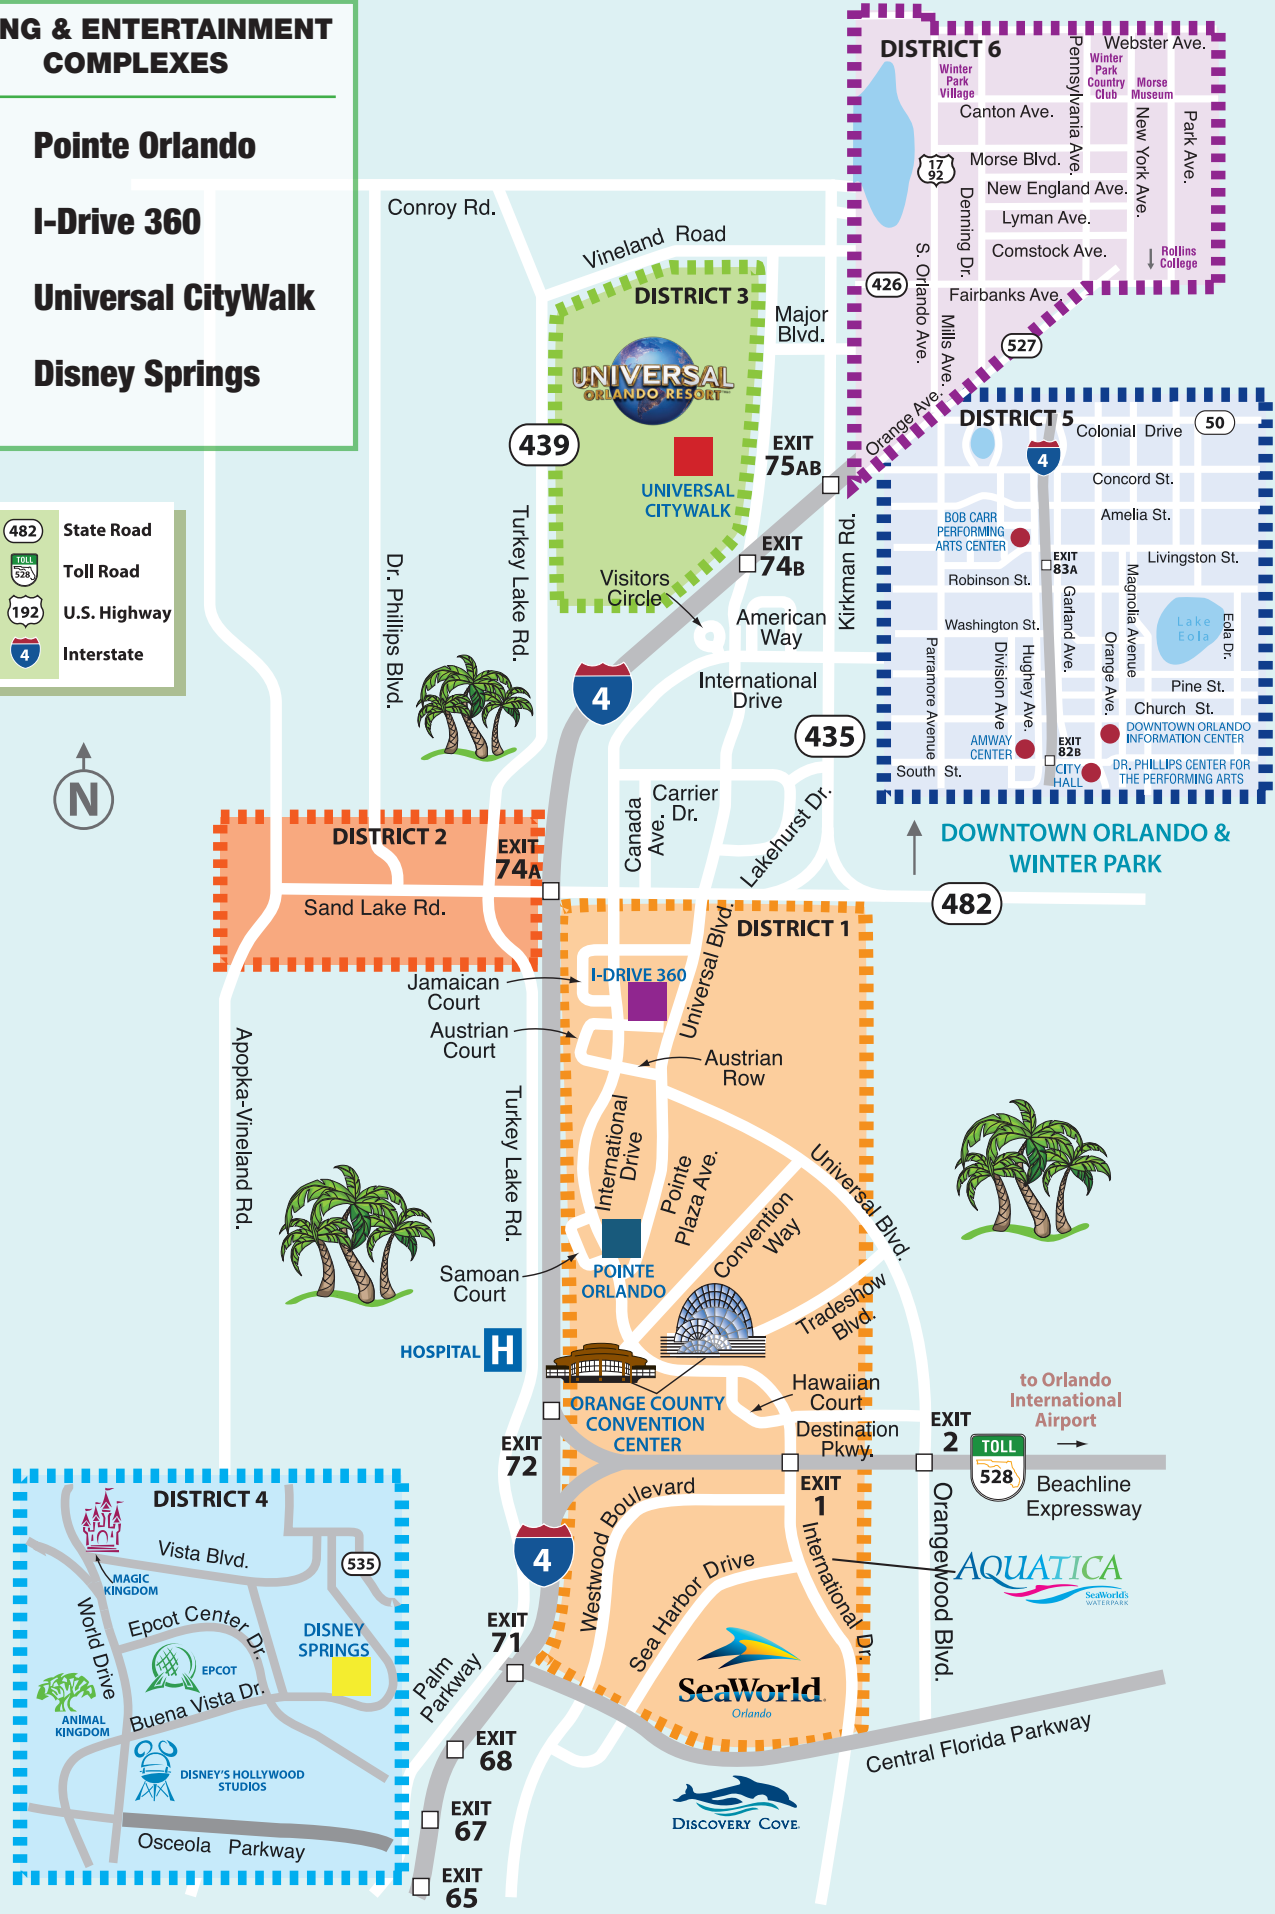 NG & ENTERTAINMENT
COMPLEXES
Pointe Orlando
I-Drive 360
Universal CityWalk
Disney Springs
482 State Road
TOLL
528 Toll Road
192 U.S. Highway
4 Interstate
N
DISTRICT 6
Webster Ave.
Winter
Park
Village
Pennsylvania Ave.
Winter
Park
Country
Club
Morse
Museum
Canton Ave.
New York Ave.
Park Ave.
17
92
Morse Blvd.
New England Ave.
Denning Dr.
Lyman Ave.
Comstock Ave.
Rollins
College
S. Orlando Ave.
426
Fairbanks Ave.
Mills Ave.
527
Orange Ave.
Conroy Rd.
Vineland Road
DISTRICT 3
Major
Blvd.
UNIVERSAL
ORLANDO RESORT
439
UNIVERSAL
CITYWALK
EXIT
75AB
EXIT
74B
Kirkman Rd.
Turkey Lake Rd.
Dr. Phillips Blvd.
Visitors
Circle
American
Way
International
Drive
4
435
DISTRICT 5
50
Colonial Drive
4
Concord St.
Amelia St.
BOB CARR
PERFORMING
ARTS CENTER
EXIT
83A
Livingston St.
Robinson St.
Garland Ave.
Magnolia Avenue
Washington St.
Lake
Eola
Eola Dr.
Parramore Avenue
Division Ave
Hughey Ave.
Orange Ave.
Pine St.
Church St.
AMWAY
CENTER
EXIT
82B
DOWNTOWN ORLANDO
INFORMATION CENTER
South St.
CITY
HALL
DR. PHILLIPS CENTER FOR
THE PERFORMING ARTS
DOWNTOWN ORLANDO &
WINTER PARK
DISTRICT 2
EXIT
74A
Sand Lake Rd.
Canada
Ave.
Carrier
Dr.
Lakehurst Dr.
482
DISTRICT 1
Universal Blvd.
I-DRIVE 360
Jamaican
Court
Austrian
Court
Austrian
Row
Apopka-Vineland Rd.
Turkey Lake Rd.
International
Drive
Pointe
Plaza Ave.
Universal Blvd.
Convention
Way
Samoan
Court
POINTE
ORLANDO
Tradeshow
Blvd.
HOSPITAL H
ORANGE COUNTY
CONVENTION
CENTER
Hawaiian
Court
Destination
Pkwy.
to Orlando
International
Airport
EXIT
2
TOLL
528
Beachline
Expressway
EXIT
72
EXIT
1
4
Westwood Boulevard
Sea Harbor Drive
International Dr.
Orangewood Blvd.
AQUATICA
SeaWorld's
WATERPARK
EXIT
71
SeaWorld.
Orlando
Palm
Parkway
EXIT
68
EXIT
67
EXIT
65
Central Florida Parkway
DISCOVERY COVE.
DISTRICT 4
Vista Blvd.
535
MAGIC
KINGDOM
World Drive
Epcot Center Dr.
DISNEY
SPRINGS
EPCOT
ANIMAL
KINGDOM
Buena Vista Dr.
DISNEY'S HOLLYWOOD
STUDIOS
Osceola Parkway